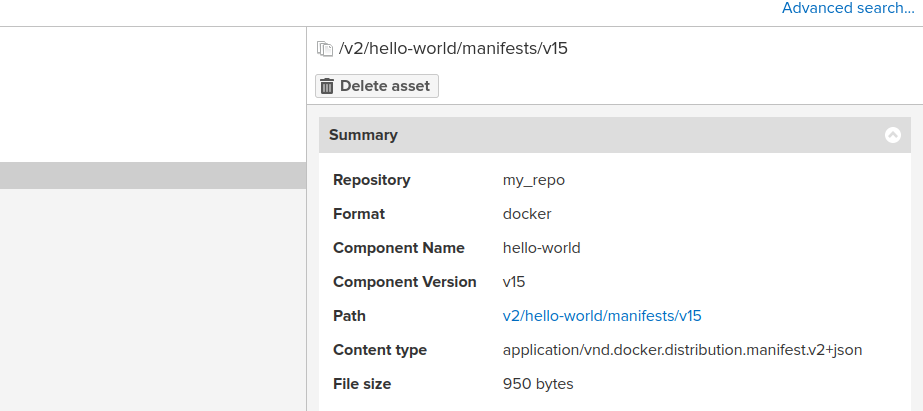 Advanced search...
/v2/hello-world/manifests/v15
Delete asset
Summary
Repository my_repo
Format docker
Component Name hello-world
Component Version v15
Path v2/hello-world/manifests/v15
Content type application/vnd.docker.distribution.manifest.v2+json
File size 950 bytes